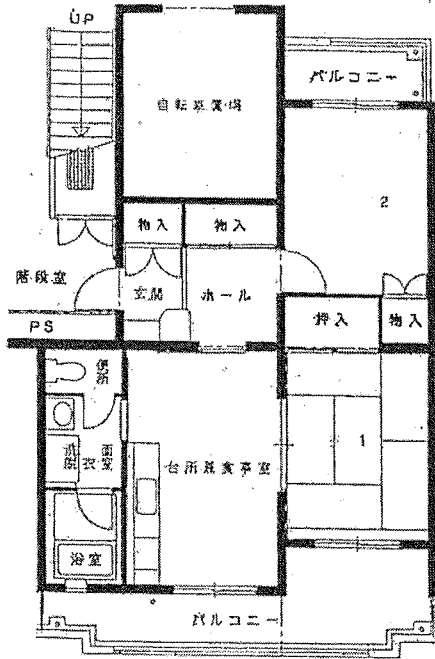 UP
バルコニー
自転車置場
2
物入
物入
階段室
玄関
ホール
押入
物入
PS
便所
洗面
脱衣室
台所兼食事室
1
浴室
バルコニー